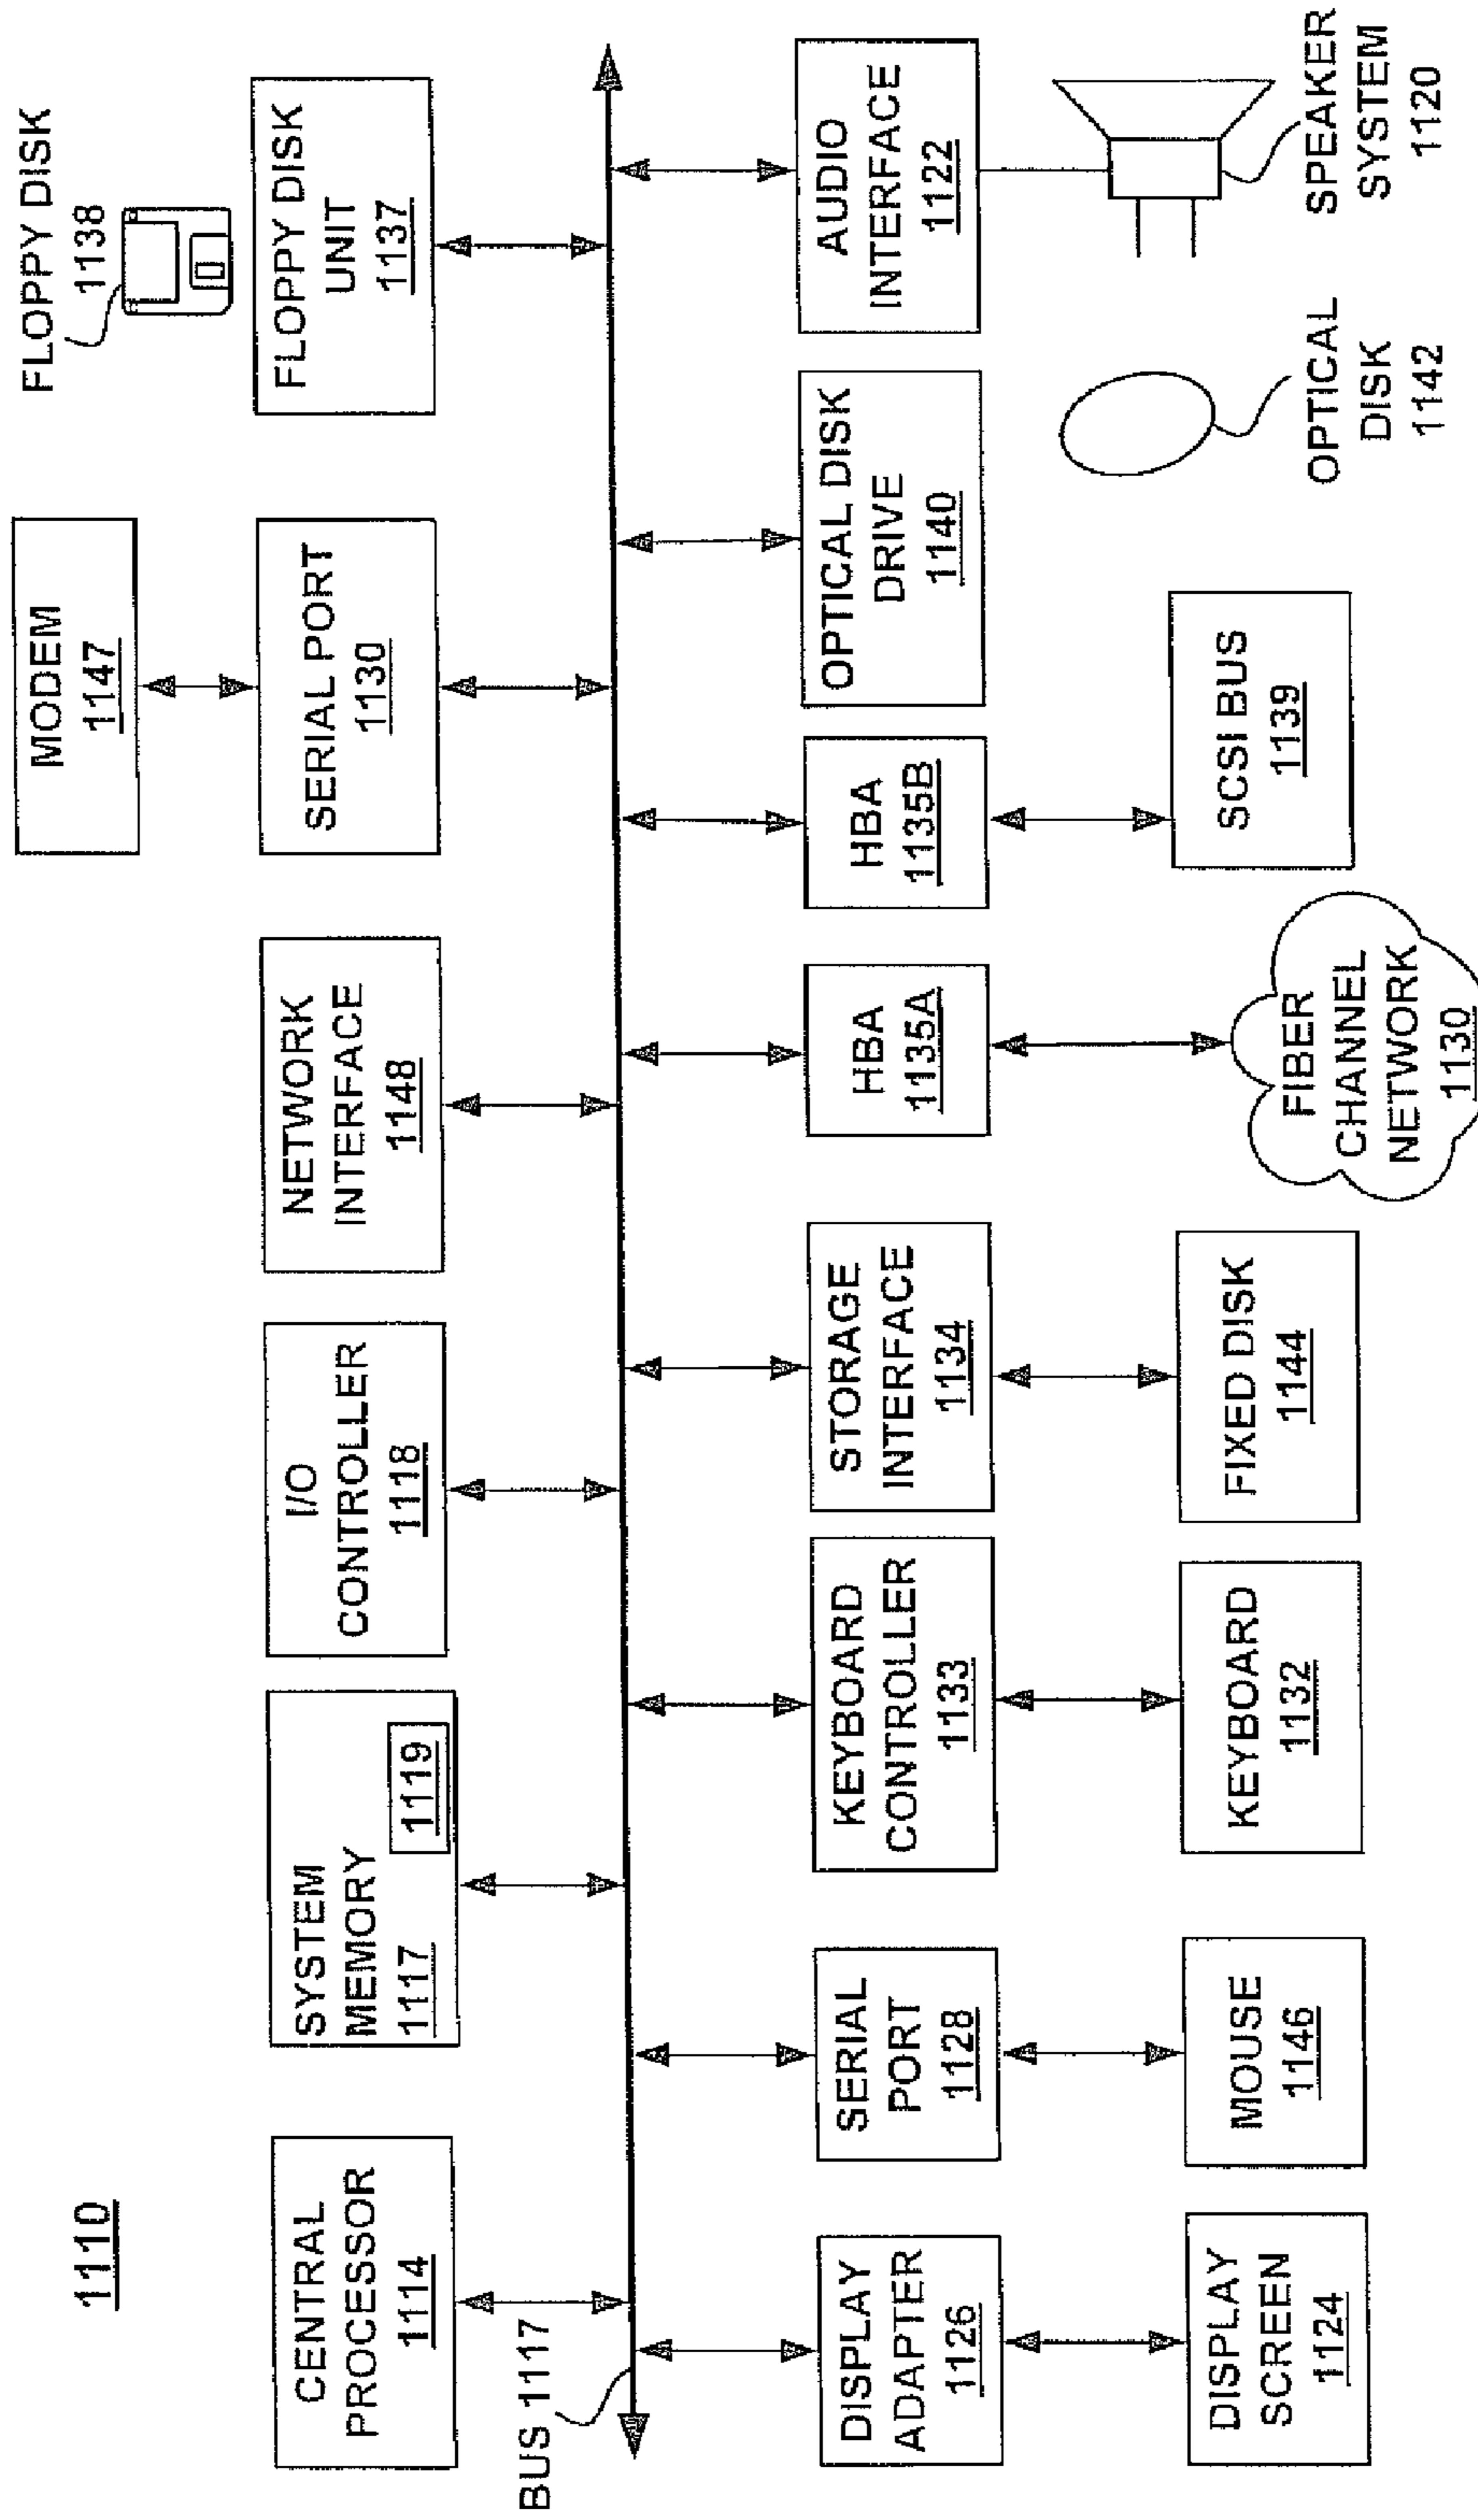 1110
MODEM
1147
FLOPPY DISK
1138
CENTRAL
PROCESSOR
1114
SYSTEM
MEMORY
1117
1119
I/O
CONTROLLER
1118
NETWORK
INTERFACE
1148
SERIAL PORT
1130
FLOPPY DISK
UNIT
1137
BUS 1117
DISPLAY
ADAPTER
1126
SERIAL
PORT
1128
KEYBOARD
CONTROLLER
1133
STORAGE
INTERFACE
1134
HBA
1135A
HBA
1135B
OPTICAL DISK
DRIVE
1140
AUDIO
INTERFACE
1122
DISPLAY
SCREEN
1124
MOUSE
1146
KEYBOARD
1132
FIXED DISK
1144
FIBER
CHANNEL
NETWORK
1130
SCSI BUS
1139
OPTICAL
DISK
1142
SPEAKER
SYSTEM
1120